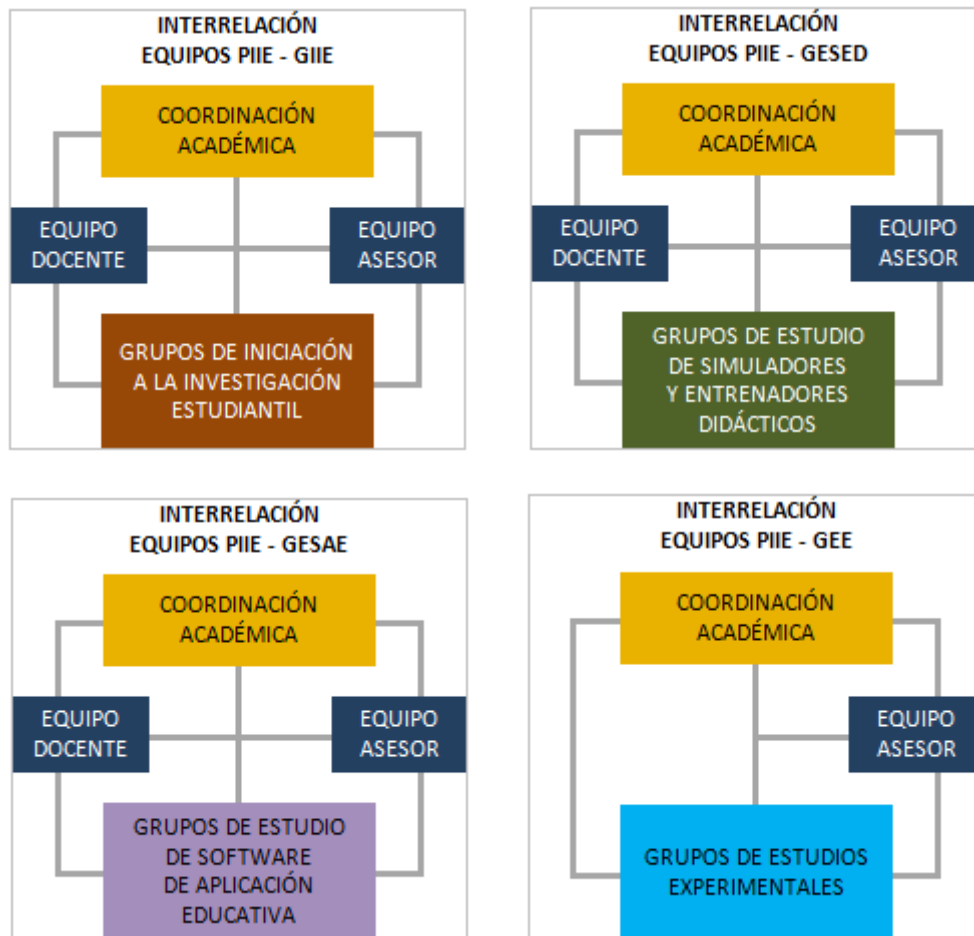 INTERRELACIÓN
EQUIPOS PIIE - GIIE
COORDINACIÓN
ACADÉMICA
EQUIPO
DOCENTE
EQUIPO
ASESOR
GRUPOS DE INICIACIÓN
A LA INVESTIGACIÓN
ESTUDIANTIL
INTERRELACIÓN
EQUIPOS PIIE - GESED
COORDINACIÓN
ACADÉMICA
EQUIPO
DOCENTE
EQUIPO
ASESOR
GRUPOS DE ESTUDIO
DE SIMULADORES
Y ENTRENADORES
DIDÁCTICOS
INTERRELACIÓN
EQUIPOS PIIE - GESAE
COORDINACIÓN
ACADÉMICA
EQUIPO
DOCENTE
EQUIPO
ASESOR
GRUPOS DE ESTUDIO
DE SOFTWARE
DE APLICACIÓN
EDUCATIVA
INTERRELACIÓN
EQUIPOS PIIE - GEE
COORDINACIÓN
ACADÉMICA
EQUIPO
ASESOR
GRUPOS DE ESTUDIOS
EXPERIMENTALES